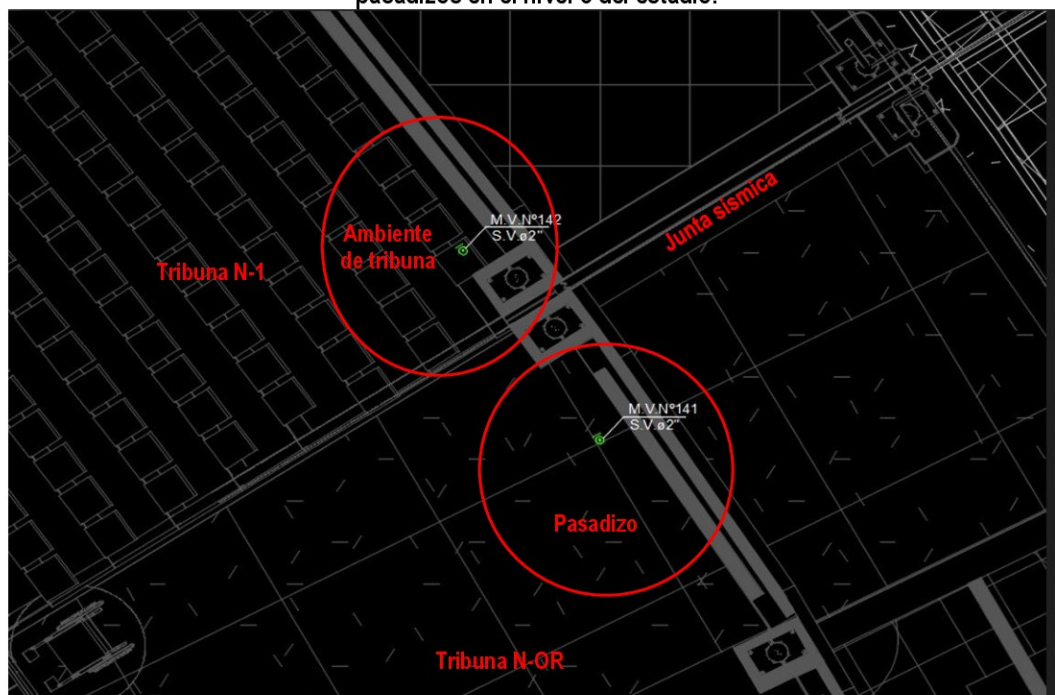 pasadizos en el nivel 3 del estadio.
M.V.Nº142
S.V.ø2"
Ambiente
de tribuna
Tribuna N-1
Junta sísmica
M.V.Nº141
S.V.ø2"
Pasadizo
Tribuna N-OR